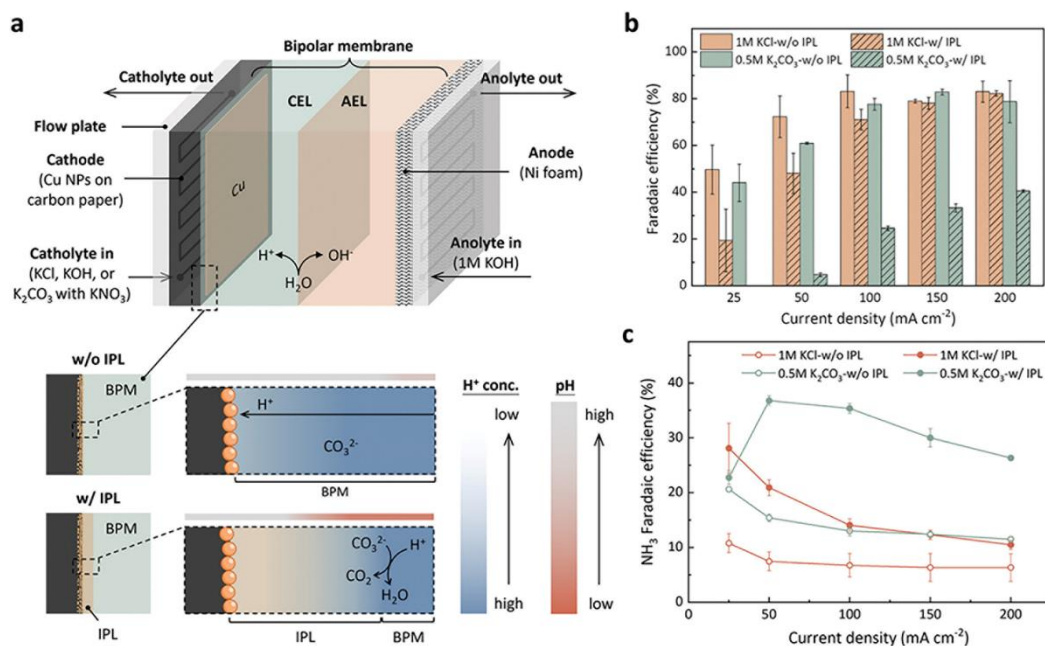 a
Bipolar membrane
Catholyte out
Anolyte out
CEL
AEL
Flow plate
Cathode
(Cu NPs on
carbon paper)
Cu
Anode
(Ni foam)
Catholyte in
(KCl, KOH, or
K₂CO₃ with KNO₃)
H⁺
OH⁻
H₂O
Anolyte in
(1M KOH)
w/o IPL
BPM
H⁺
CO₃²⁻
BPM
w/ IPL
BPM
IPL
CO₃²⁻
H⁺
CO₂
H₂O
IPL
BPM
H⁺ conc.
low
high
pH
high
low
b
1M KCl-w/o IPL
1M KCl-w/ IPL
0.5M K₂CO₃-w/o IPL
0.5M K₂CO₃-w/ IPL
Faradaic efficiency (%)
100
80
60
40
20
0
25
50
100
150
200
Current density (mA cm⁻²)
c
1M KCl-w/o IPL
1M KCl-w/ IPL
0.5M K₂CO₃-w/o IPL
0.5M K₂CO₃-w/ IPL
NH₃ Faradaic efficiency (%)
50
40
30
20
10
0
50
100
150
200
Current density (mA cm⁻²)